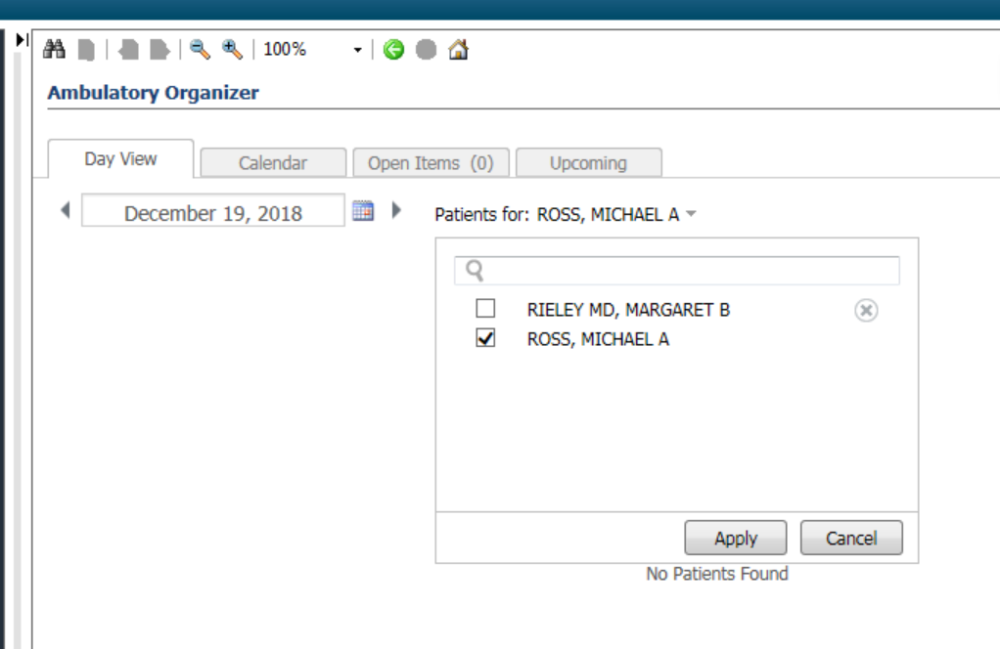 100%
Ambulatory Organizer
Day View Calendar Open Items (0) Upcoming
December 19, 2018 Patients for: ROSS, MICHAEL A
RIELEY MD, MARGARET B
ROSS, MICHAEL A
Apply Cancel
No Patients Found